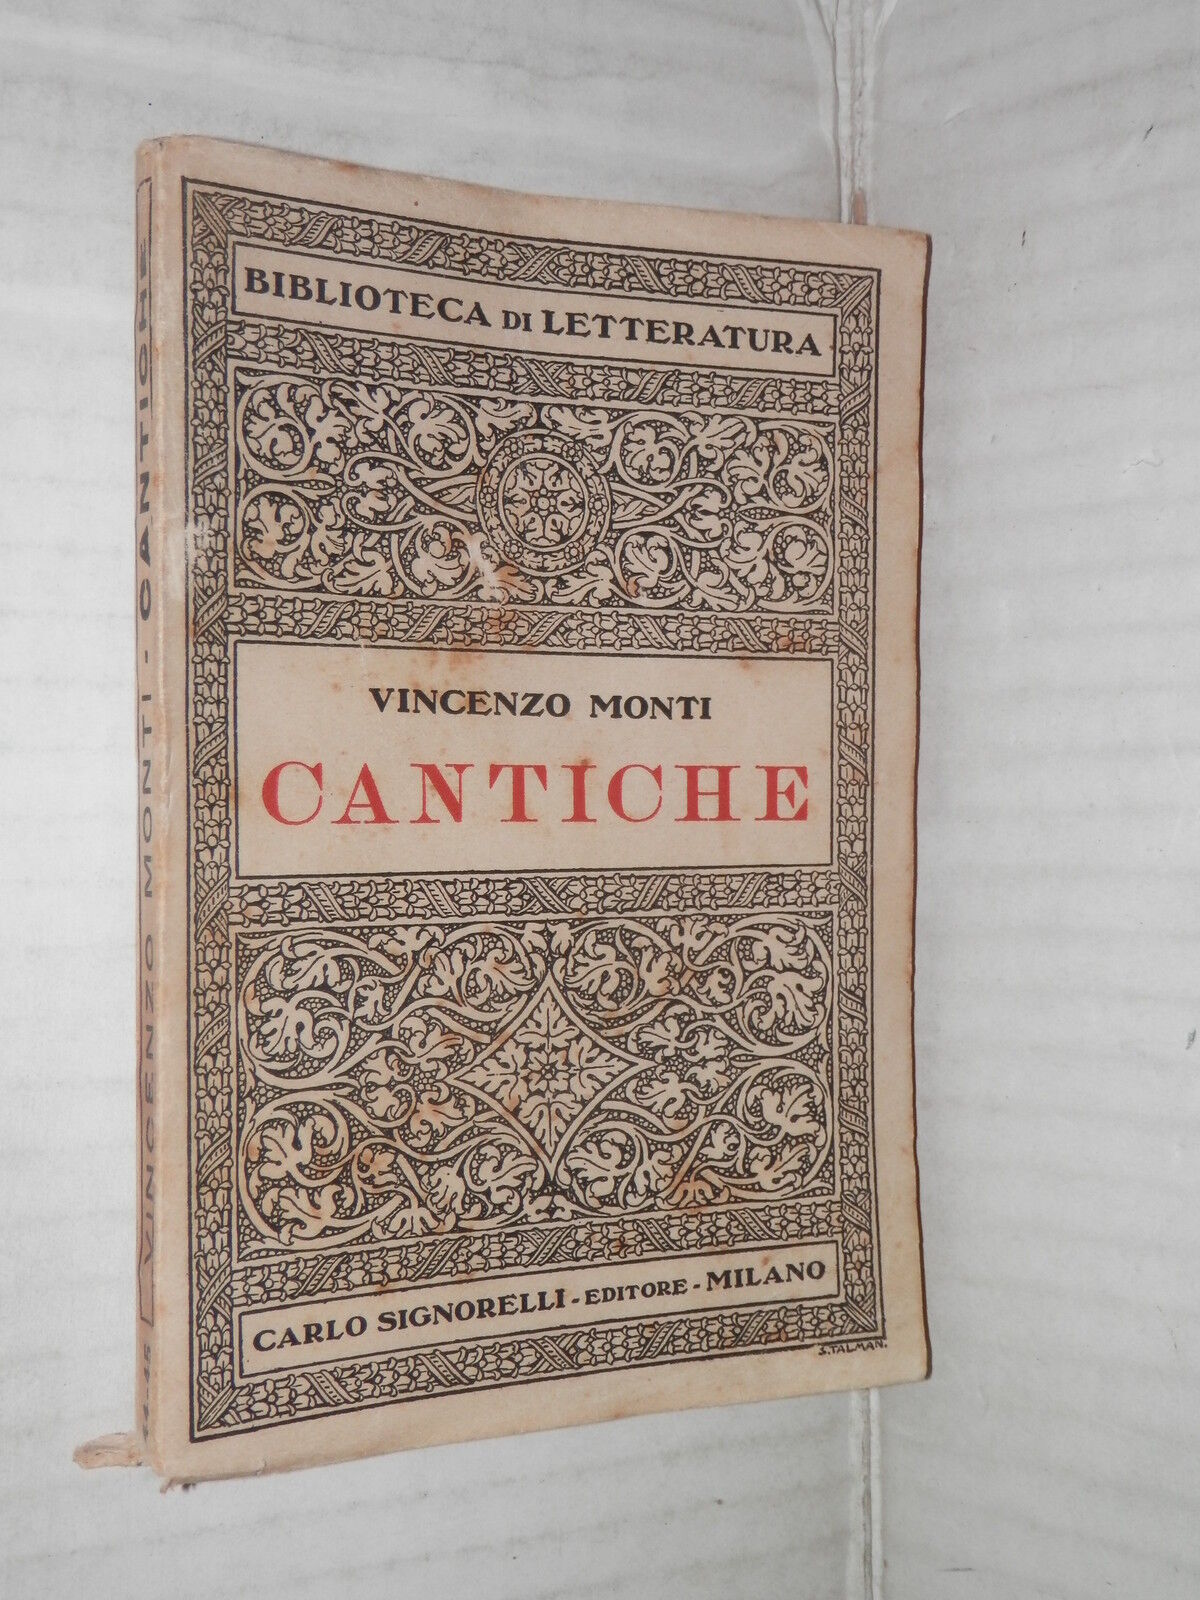 BIBLIOTECA DI LETTERATURA
VINCENZO MONTI
CANTICHE
CARLO SIGNORELLI - EDITORE - MILANO
S. TALMAN.
VINCENZO MONTI - CANTICHE